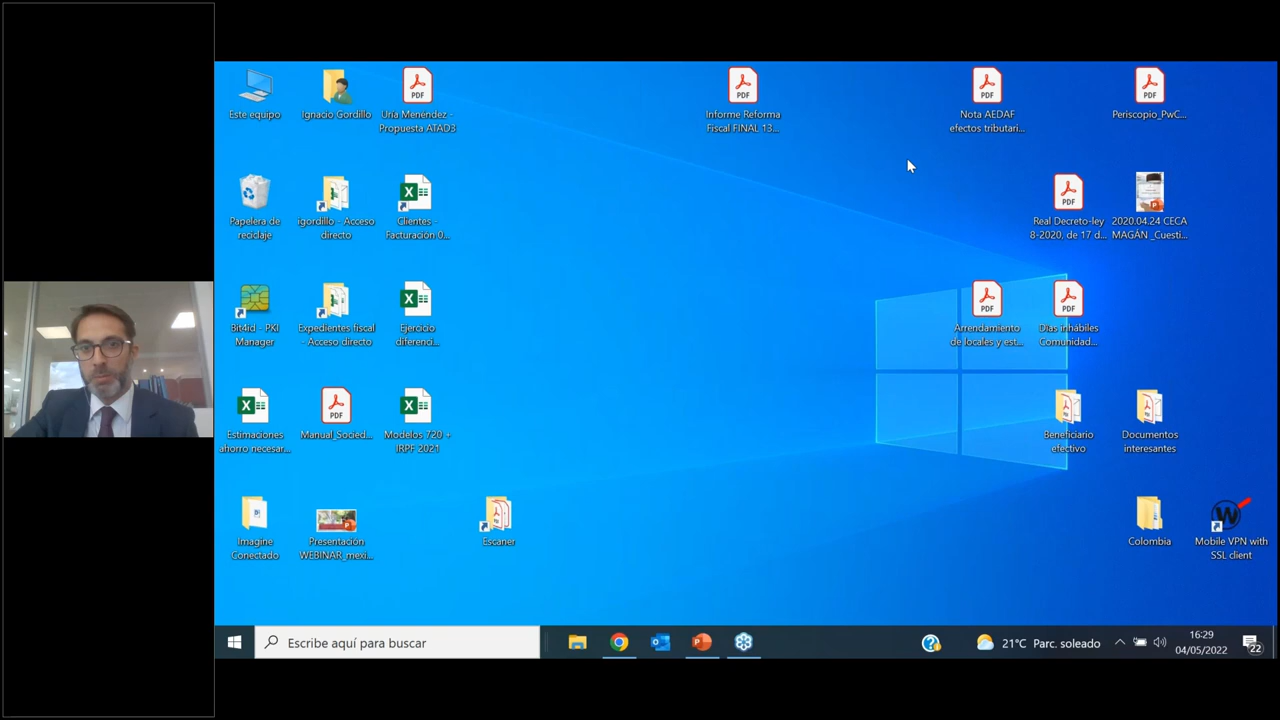 Este equipo
Ignacio Gordillo
Uría Menéndez -
Propuesta ATAD3
Informe Reforma
Fiscal FINAL 13...
Nota AEDAF
efectos tributari...
Periscopio_PwC...
Papelera de
reciclaje
igordillo - Acceso
directo
Clientes -
Facturación 0...
Real Decreto-ley
8-2020, de 17 d...
2020.04.24 CECA
MAGÁN _Cuesti...
Bit4id - PKI
Manager
Expedientes fiscal
- Acceso directo
Ejercicio
diferenci...
Arrendamiento
de locales y est...
Días inhábiles
Comunidad...
Estimaciones
ahorro necesar...
Manual_Socied...
Modelos 720 +
IRPF 2021
Beneficiario
efectivo
Documentos
interesantes
Imagine
Conectado
Presentación
WEBINAR_mexi...
Escaner
Colombia
Mobile VPN with
SSL client
Escribe aquí para buscar
21°C Parc. soleado
16:29
04/05/2022
22